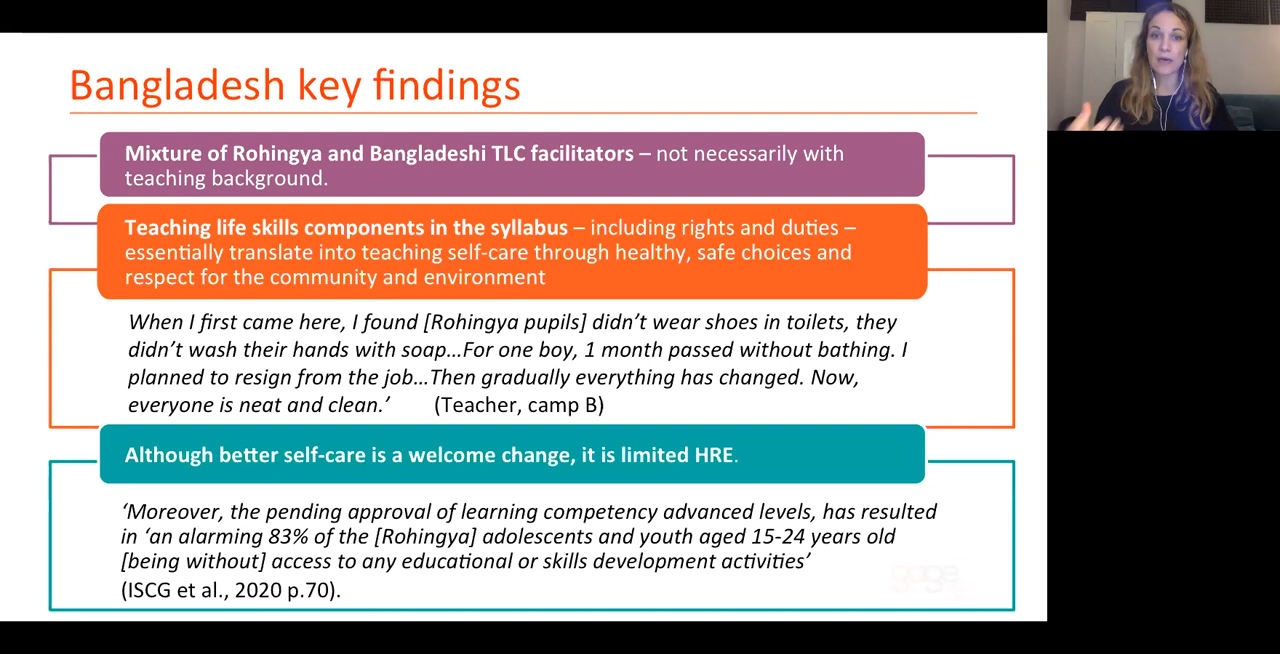 Bangladesh key findings
Mixture of Rohingya and Bangladeshi TLC facilitators – not necessarily with
teaching background.
Teaching life skills components in the syllabus – including rights and duties –
essentially translate into teaching self-care through healthy, safe choices and
respect for the community and environment
When I first came here, I found [Rohingya pupils] didn't wear shoes in toilets, they
didn't wash their hands with soap...For one boy, 1 month passed without bathing. I
planned to resign from the job...Then gradually everything has changed. Now,
everyone is neat and clean.' (Teacher, camp B)
Although better self-care is a welcome change, it is limited HRE.
'Moreover, the pending approval of learning competency advanced levels, has resulted
in 'an alarming 83% of the [Rohingya] adolescents and youth aged 15-24 years old
[being without] access to any educational or skills development activities'
(ISCG et al., 2020 p.70).